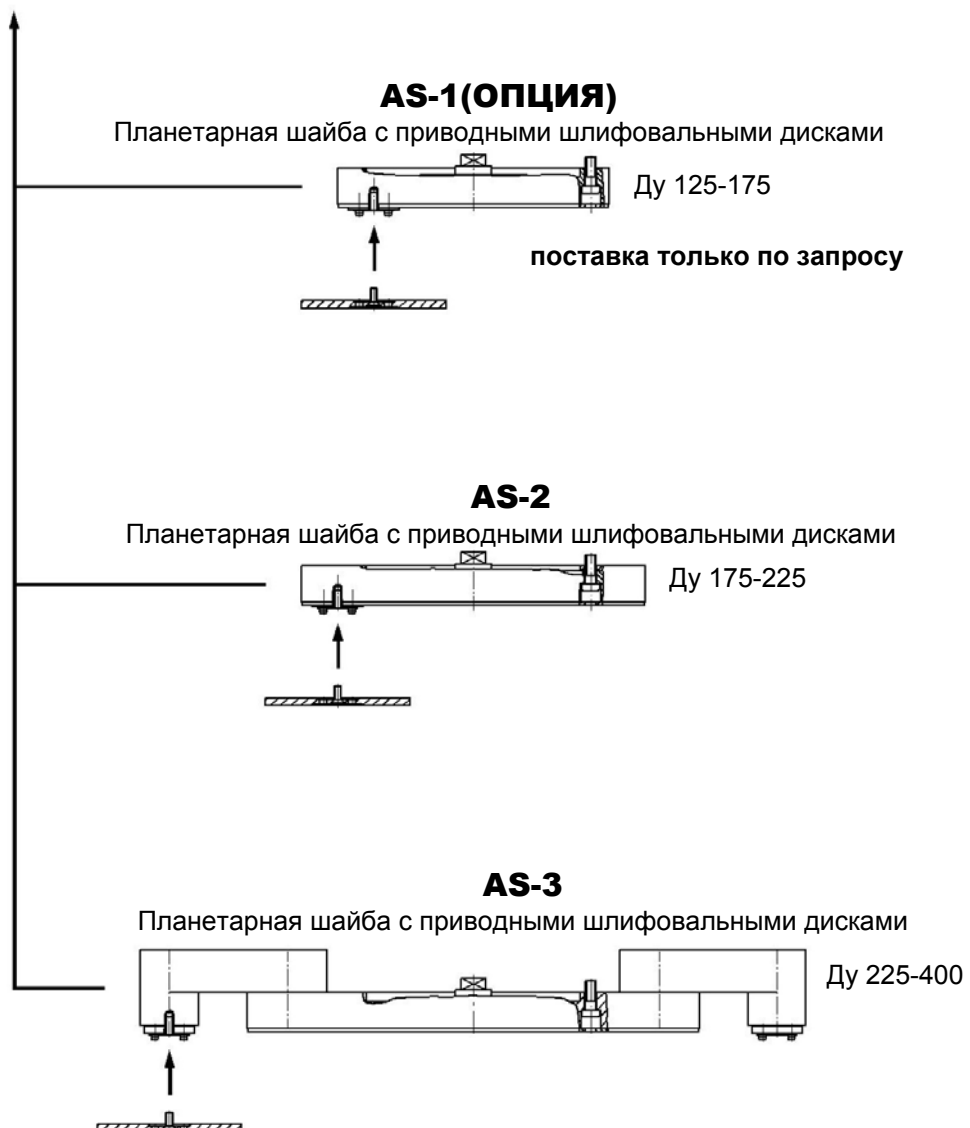 AS-1(ОПЦИЯ)
Планетарная шайба с приводными шлифовальными дисками
Ду 125-175
поставка только по запросу
AS-2
Планетарная шайба с приводными шлифовальными дисками
Ду 175-225
AS-3
Планетарная шайба с приводными шлифовальными дисками
Ду 225-400